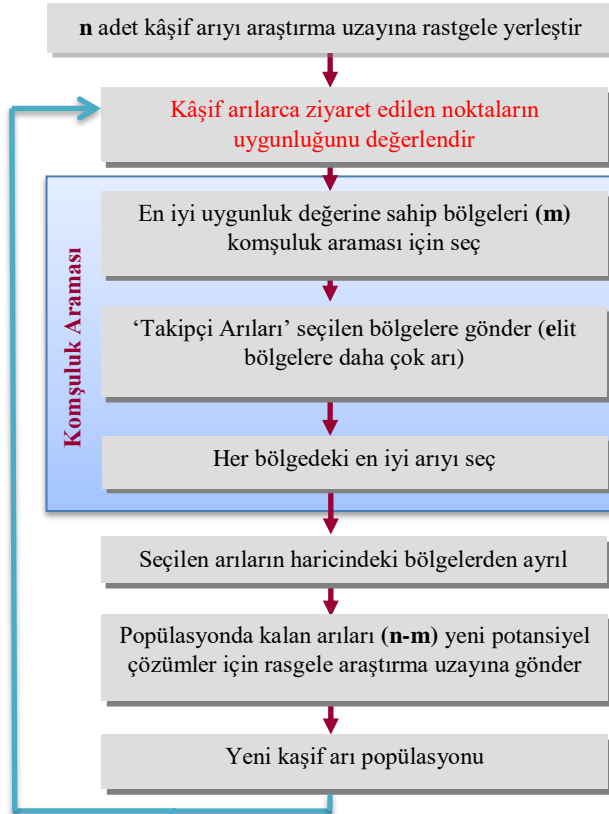 n adet kâşif arıyı araştırma uzayına rastgele yerleştir
Kâşif arılarca ziyaret edilen noktaların
uygunluğunu değerlendir
Komşuluk Araması
En iyi uygunluk değerine sahip bölgeleri (m)
komşuluk araması için seç
‘Takipçi Arıları’ seçilen bölgelere gönder (elit
bölgelere daha çok arı)
Her bölgedeki en iyi arıyı seç
Seçilen arıların haricindeki bölgelerden ayrıl
Popülasyonda kalan arıları (n-m) yeni potansiyel
çözümler için rasgele araştırma uzayına gönder
Yeni kaşif arı popülasyonu